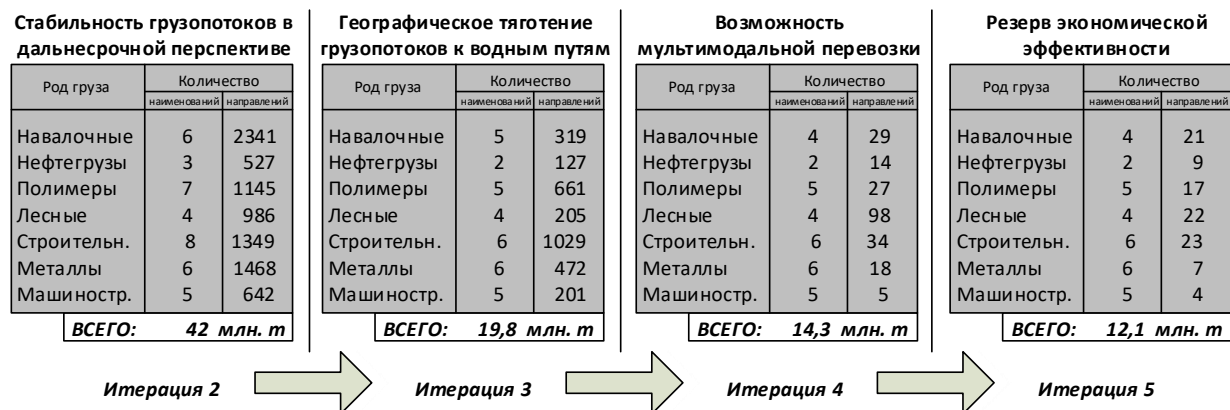 Стабильность грузопотоков в
дальнесрочной перспективе
Род груза
Количество
наименований направлений
Навалочные 6 2341
Нефтегрузы 3 527
Полимеры 7 1145
Лесные 4 986
Строительн. 8 1349
Металлы 6 1468
Машиностр. 5 642
ВСЕГО: 42 млн. т
Итерация 2
Географическое тяготение
грузопотоков к водным путям
Род груза
Количество
наименований направлений
Навалочные 5 319
Нефтегрузы 2 127
Полимеры 5 661
Лесные 4 205
Строительн. 6 1029
Металлы 6 472
Машиностр. 5 201
ВСЕГО: 19,8 млн. т
Итерация 3
Возможность
мультимодальной перевозки
Род груза
Количество
наименований направлений
Навалочные 4 29
Нефтегрузы 2 14
Полимеры 5 27
Лесные 4 98
Строительн. 6 34
Металлы 6 18
Машиностр. 5 5
ВСЕГО: 14,3 млн. т
Итерация 4
Резерв экономической
эффективности
Род груза
Количество
наименований направлений
Навалочные 4 21
Нефтегрузы 2 9
Полимеры 5 17
Лесные 4 22
Строительн. 6 23
Металлы 6 7
Машиностр. 5 4
ВСЕГО: 12,1 млн. т
Итерация 5